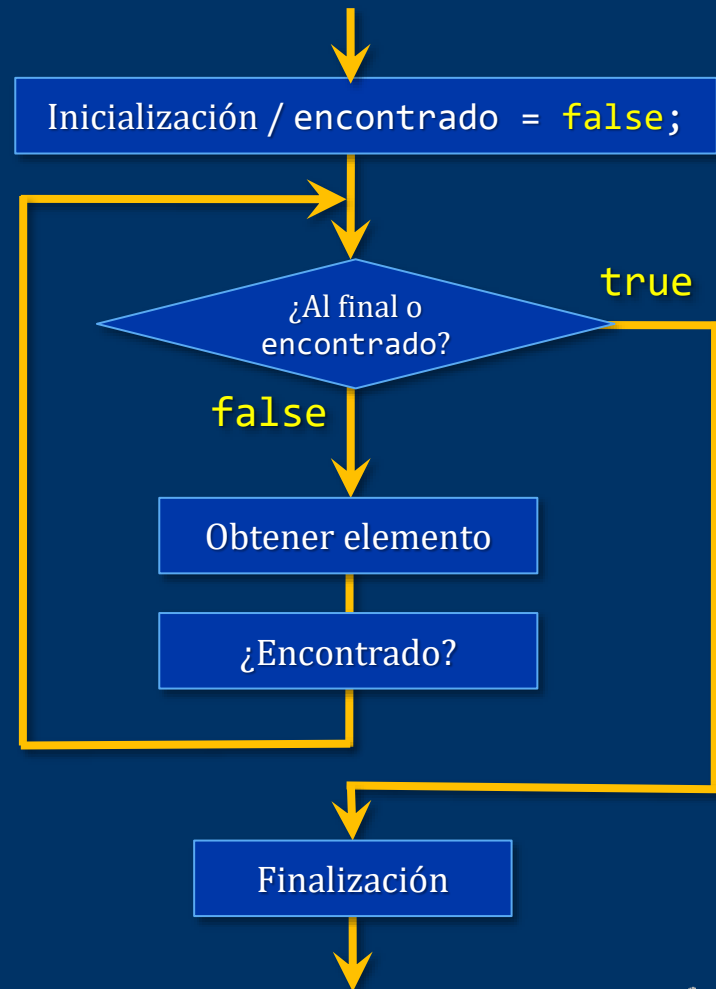 Inicialización / encontrado = false;
¿Al final o
encontrado?
true
false
Obtener elemento
¿Encontrado?
Finalización